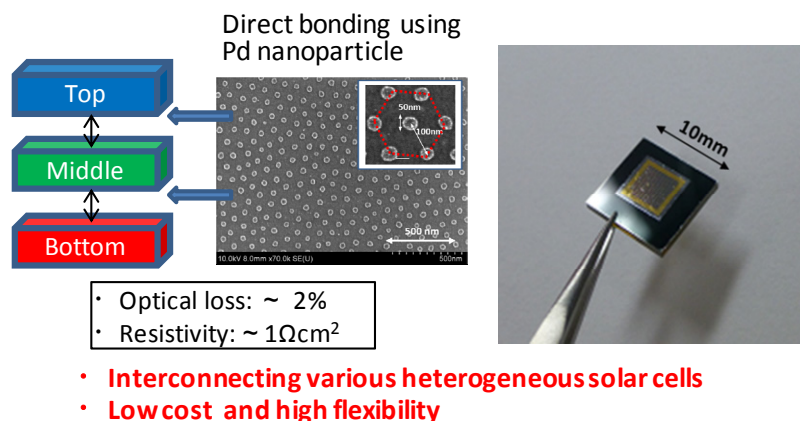 Direct bonding using
Pd nanoparticle
Top
Middle
Bottom
50nm
100nm
500 nm
10.0kV 8.0mm x70.0k SE(U)
500nm
10mm
・ Optical loss: ~ 2%
・ Resistivity: ~ 1Ωcm²
・ Interconnecting various heterogeneous solar cells
・ Low cost and high flexibility